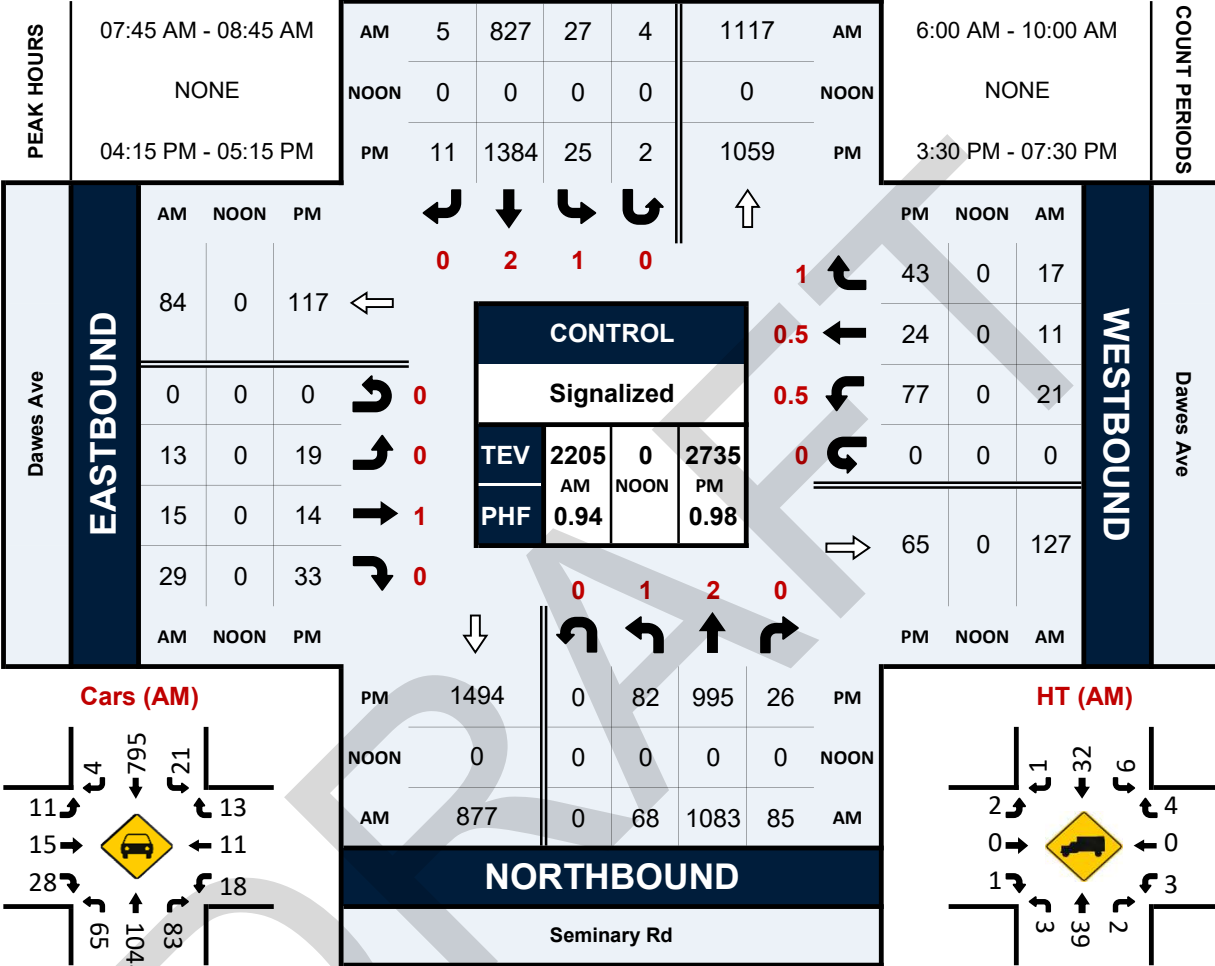 PEAK HOURS
07:45 AM - 08:45 AM
NONE
04:15 PM - 05:15 PM
AM 5 827 27 4 1117 AM
NOON 0 0 0 0 0 NOON
PM 11 1384 25 2 1059 PM
6:00 AM - 10:00 AM
NONE
3:30 PM - 07:30 PM
COUNT PERIODS
0 2 1 0
Dawes Ave
EASTBOUND
AM NOON PM
84 0 117
0 0 0 0
13 0 19 0
15 0 14 1
29 0 33 0
AM NOON PM
CONTROL
Signalized
TEV 2205 0 2735
AM NOON PM
PHF 0.94 0.98
PM NOON AM
1 43 0 17
0.5 24 0 11
0.5 77 0 21
0 0 0 0
65 0 127
PM NOON AM
WESTBOUND
Dawes Ave
0 1 2 0
PM 1494 0 82 995 26 PM
NOON 0 0 0 0 0 NOON
AM 877 0 68 1083 85 AM
NORTHBOUND
Seminary Rd
Cars (AM)
4 795 21
11 13
15 11
28 18
65 83
HT (AM)
1 32 6
2 4
0 0
1 3
3 39 2
DRAFT